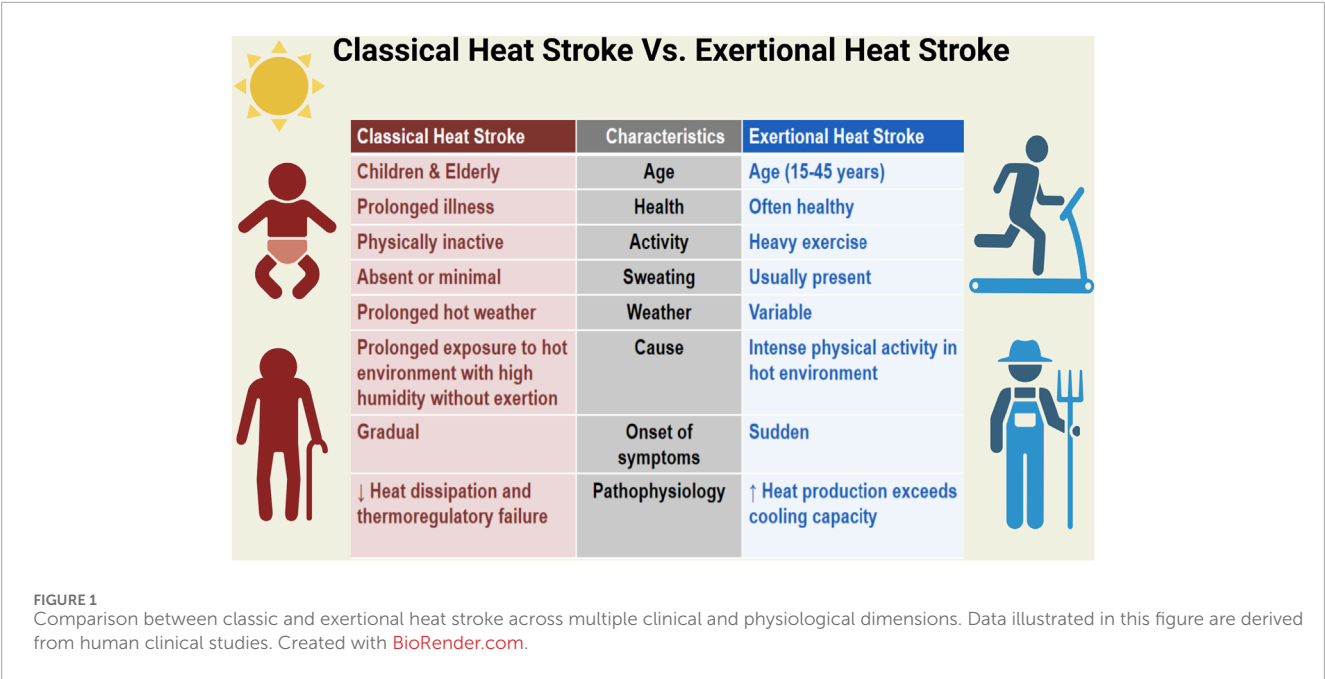 Classical Heat Stroke Vs. Exertional Heat Stroke
Classical Heat Stroke Characteristics Exertional Heat Stroke
Children & Elderly Age Age (15-45 years)
Prolonged illness Health Often healthy
Physically inactive Activity Heavy exercise
Absent or minimal Sweating Usually present
Prolonged hot weather Weather Variable
Prolonged exposure to hot Cause Intense physical activity in
environment with high hot environment
humidity without exertion
Gradual Onset of Sudden
symptoms
↓ Heat dissipation and Pathophysiology ↑ Heat production exceeds
thermoregulatory failure cooling capacity
FIGURE 1
Comparison between classic and exertional heat stroke across multiple clinical and physiological dimensions. Data illustrated in this figure are derived
from human clinical studies. Created with BioRender.com.